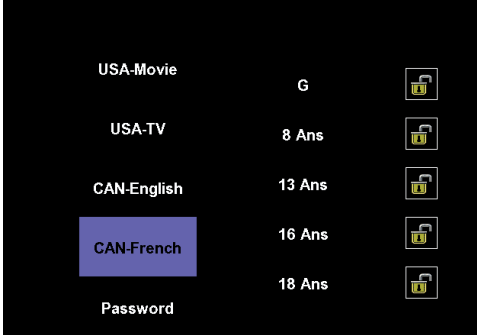 USA-Movie
USA-TV
CAN-English
CAN-French
Password
G
8 Ans
13 Ans
16 Ans
18 Ans